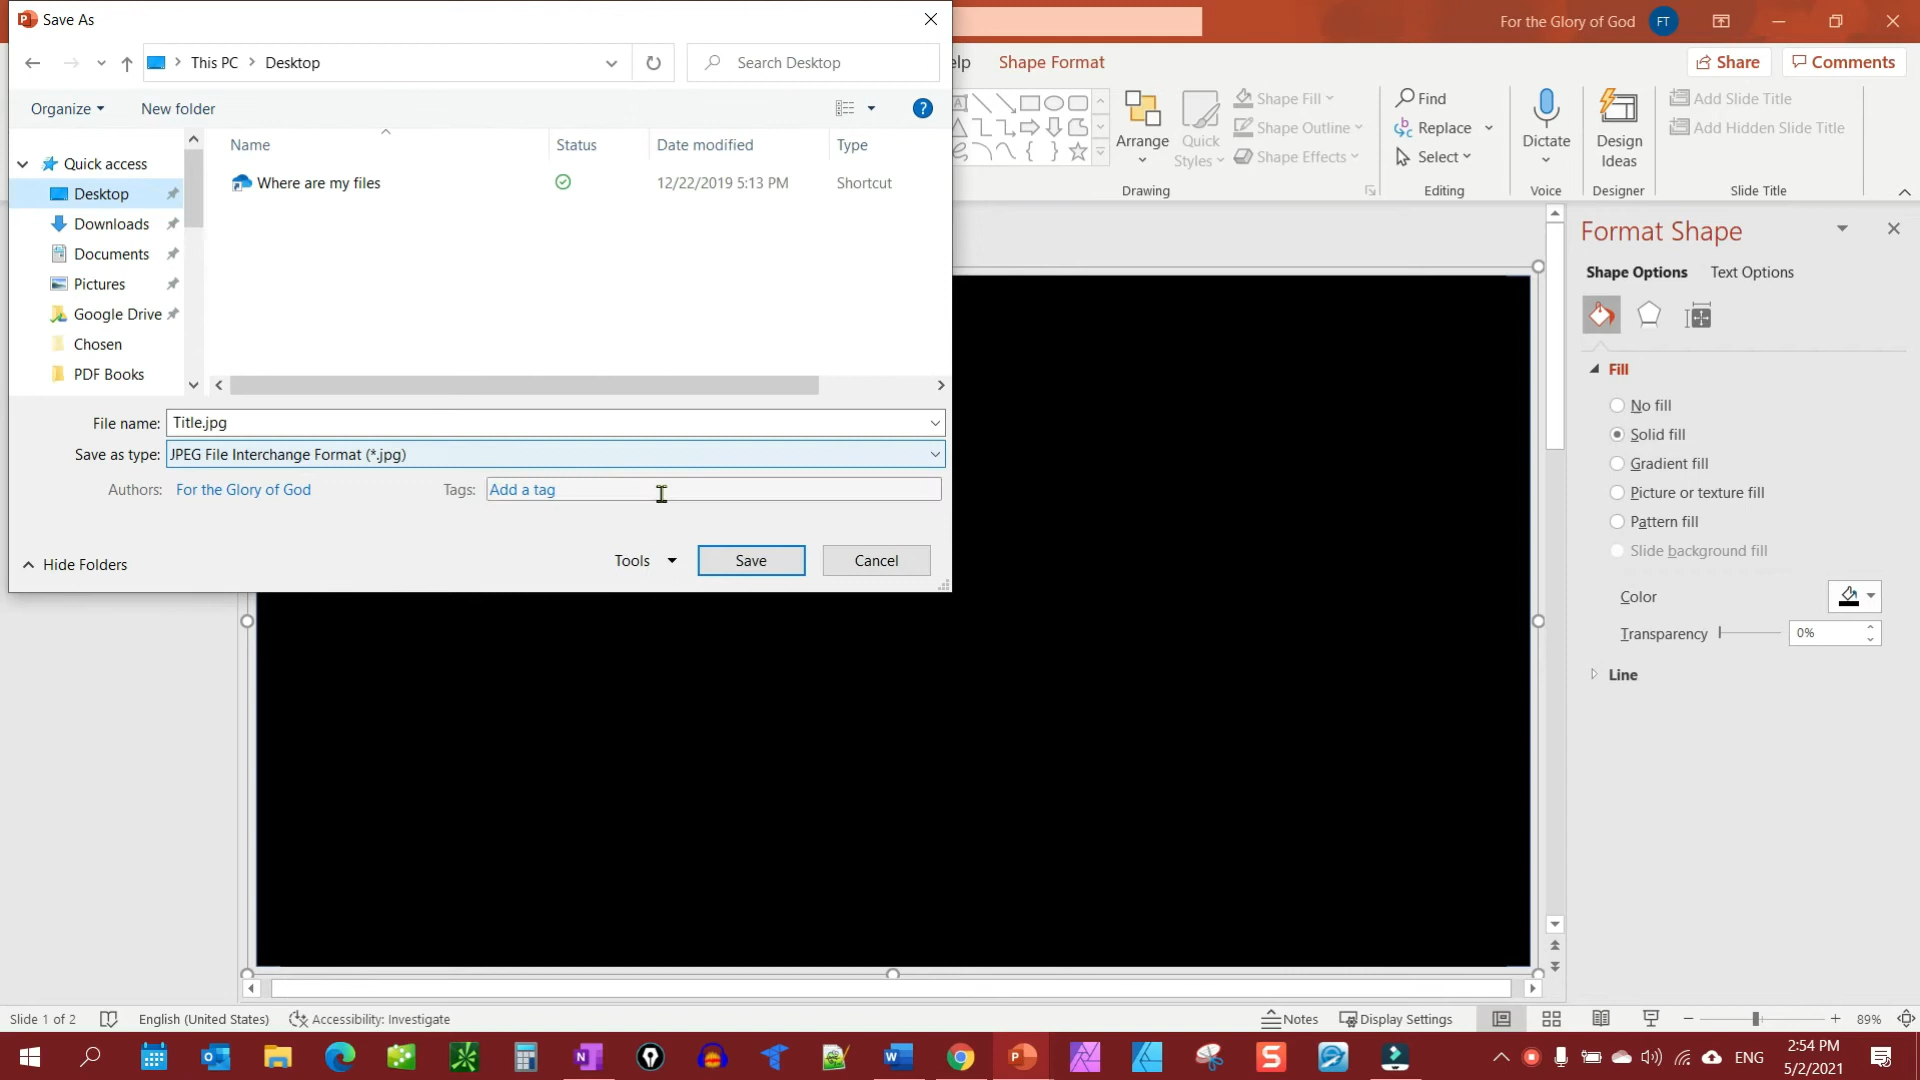 Save As
For the Glory of God FT
This PC > Desktop
Search Desktop
Shape Format
Share
Comments
Organize
New folder
Name
Status
Date modified
Type
Where are my files
12/22/2019 5:13 PM
Shortcut
Quick access
Desktop
Downloads
Documents
Pictures
Google Drive
Chosen
PDF Books
File name: Title.jpg
Save as type: JPEG File Interchange Format (*.jpg)
Authors: For the Glory of God
Tags: Add a tag
Hide Folders
Tools
Save
Cancel
Arrange
Quick
Styles
Shape Fill
Shape Outline
Shape Effects
Drawing
Find
Replace
Select
Editing
Dictate
Voice
Design
Ideas
Designer
Add Slide Title
Add Hidden Slide Title
Slide Title
Format Shape
Shape Options Text Options
Fill
No fill
Solid fill
Gradient fill
Picture or texture fill
Pattern fill
Slide background fill
Color
Transparency 0%
Line
Slide 1 of 2
English (United States)
Accessibility: Investigate
Notes
Display Settings
89%
ENG
2:54 PM
5/2/2021